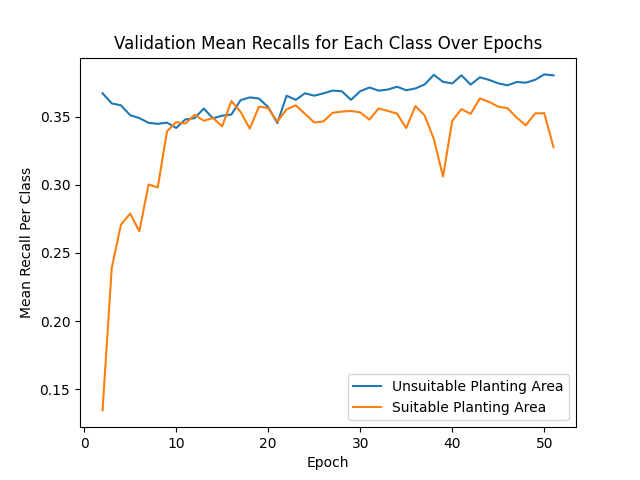 Validation Mean Recalls for Each Class Over Epochs
Mean Recall Per Class
0.35
0.30
0.25
0.20
0.15
0 10 20 30 40 50
Epoch
Unsuitable Planting Area
Suitable Planting Area